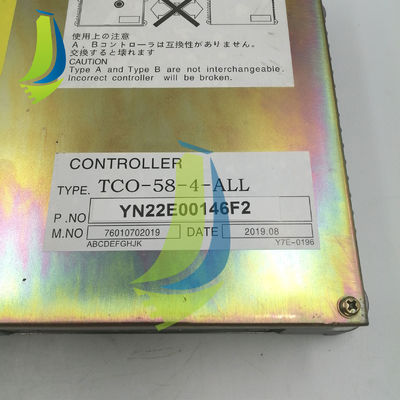 使用上の注意
A, Bコントローラは互換性がありません。
交換すると壊れます
CAUTION
Type A and Type B are not interchangeable.
Incorrect controller will be broken.
CONTROLLER
TYPE. TCO-58-4-ALL
P.NO YN22E00146F2
M.NO 76010702019 DATE 2019.08
ABCDEFGHJK Y7E-0196